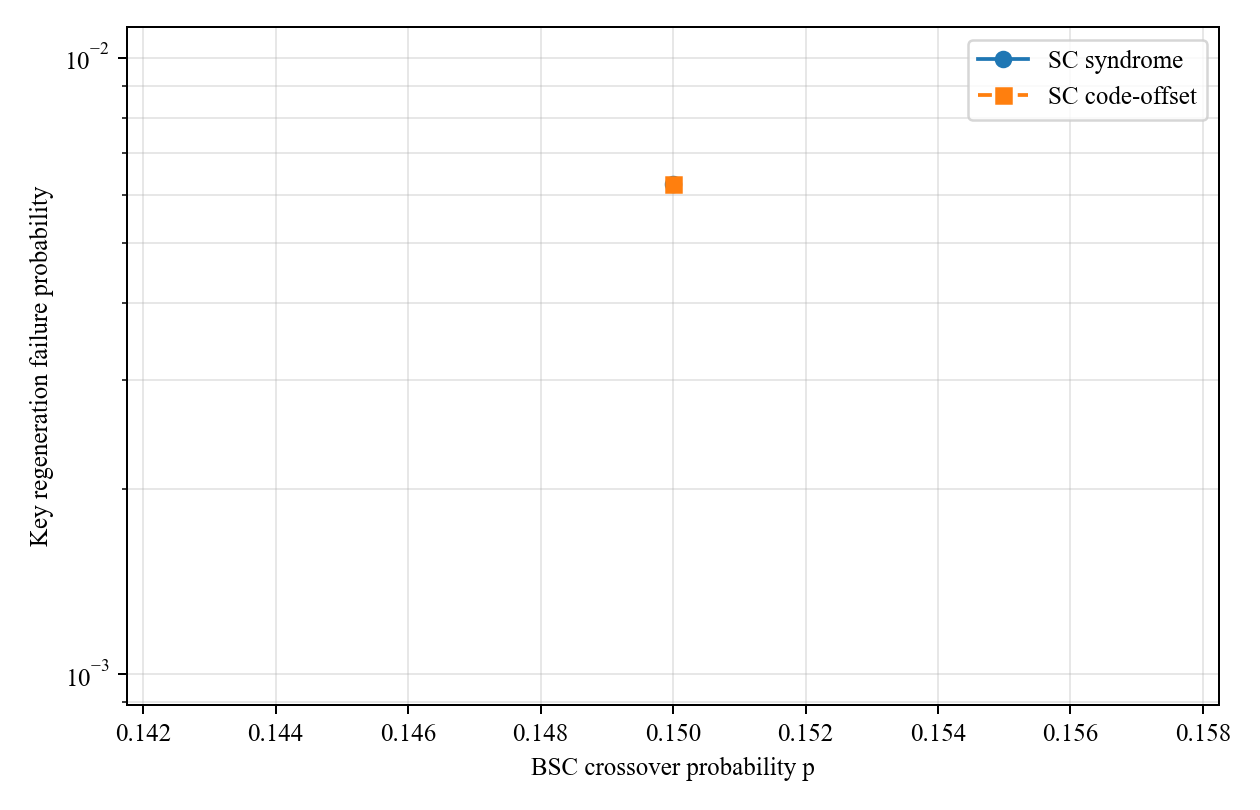 SC syndrome
SC code-offset
Key regeneration failure probability
10⁻²
10⁻³
0.142 0.144 0.146 0.148 0.150 0.152 0.154 0.156 0.158
BSC crossover probability p